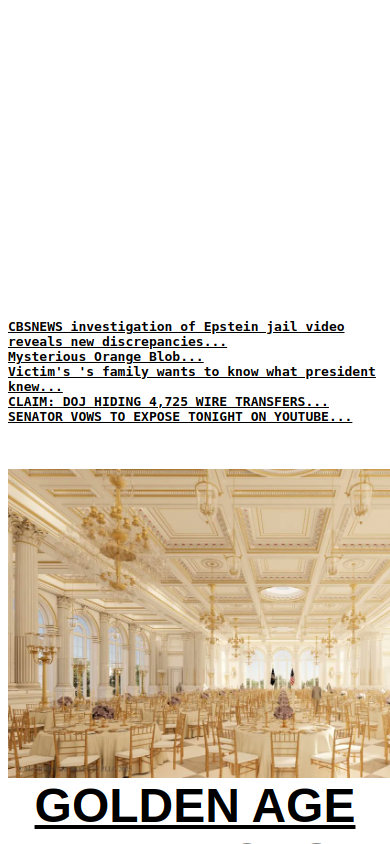 CBSNEWS investigation of Epstein jail video
reveals new discrepancies...
Mysterious Orange Blob...
Victim's 's family wants to know what president
knew...
CLAIM: DOJ HIDING 4,725 WIRE TRANSFERS...
SENATOR VOWS TO EXPOSE TONIGHT ON YOUTUBE...
GOLDEN AGE